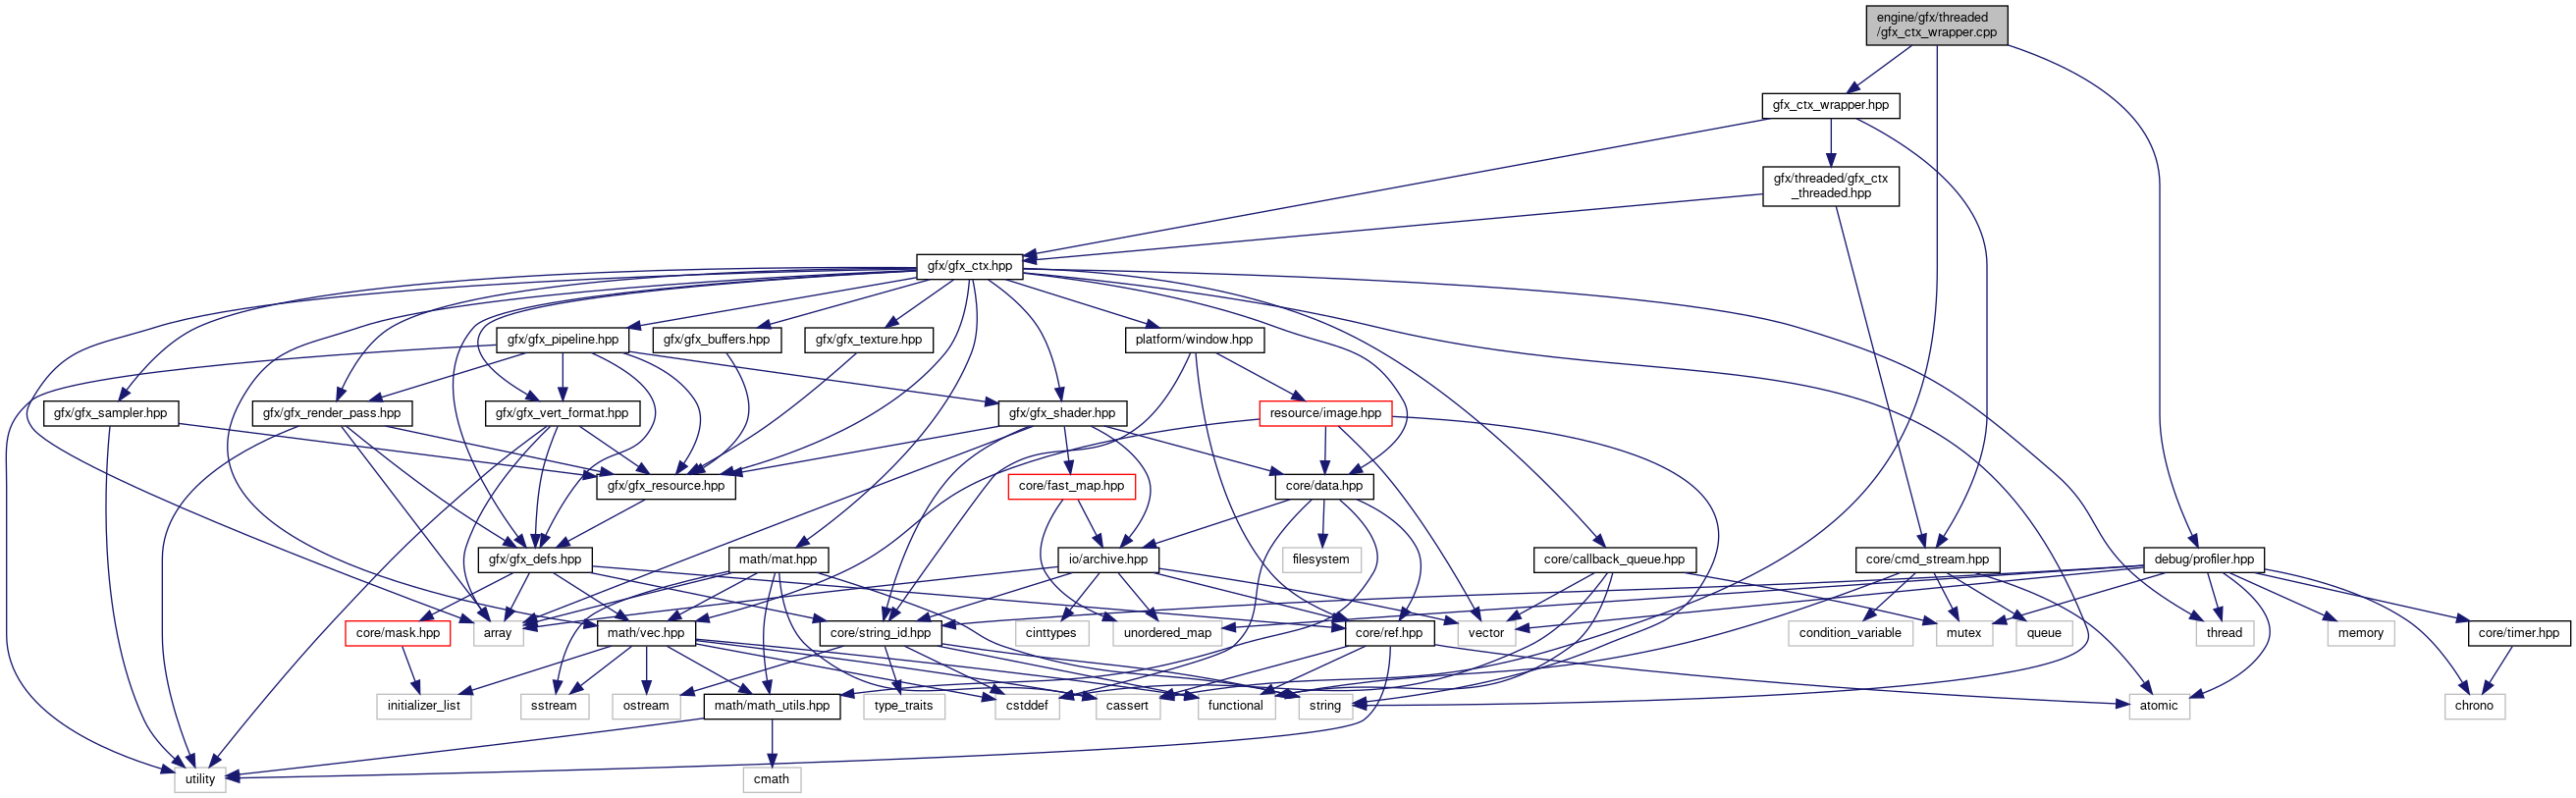 engine/gfx/threaded
/gfx_ctx_wrapper.cpp
gfx_ctx_wrapper.hpp
gfx/threaded/gfx_ctx
_threaded.hpp
gfx/gfx_ctx.hpp
gfx/gfx_pipeline.hpp
gfx/gfx_buffers.hpp
gfx/gfx_texture.hpp
platform/window.hpp
gfx/gfx_sampler.hpp
gfx/gfx_render_pass.hpp
gfx/gfx_vert_format.hpp
gfx/gfx_shader.hpp
resource/image.hpp
gfx/gfx_resource.hpp
core/fast_map.hpp
core/data.hpp
gfx/gfx_defs.hpp
math/mat.hpp
io/archive.hpp
filesystem
core/callback_queue.hpp
core/cmd_stream.hpp
debug/profiler.hpp
core/mask.hpp
array
math/vec.hpp
core/string_id.hpp
cinttypes
unordered_map
core/ref.hpp
vector
condition_variable
mutex
queue
thread
memory
core/timer.hpp
initializer_list
sstream
ostream
math/math_utils.hpp
type_traits
cstddef
cassert
functional
string
atomic
chrono
utility
cmath